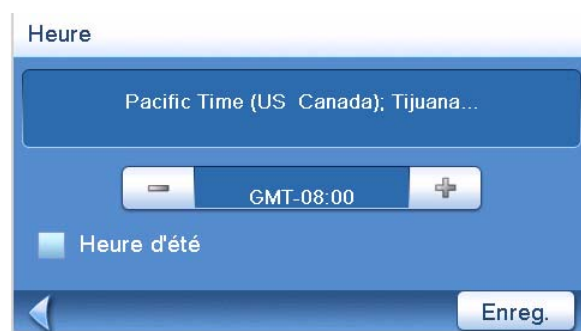 Heure
Pacific Time (US  Canada); Tijuana...
GMT-08:00
Heure d'été
Enreg.